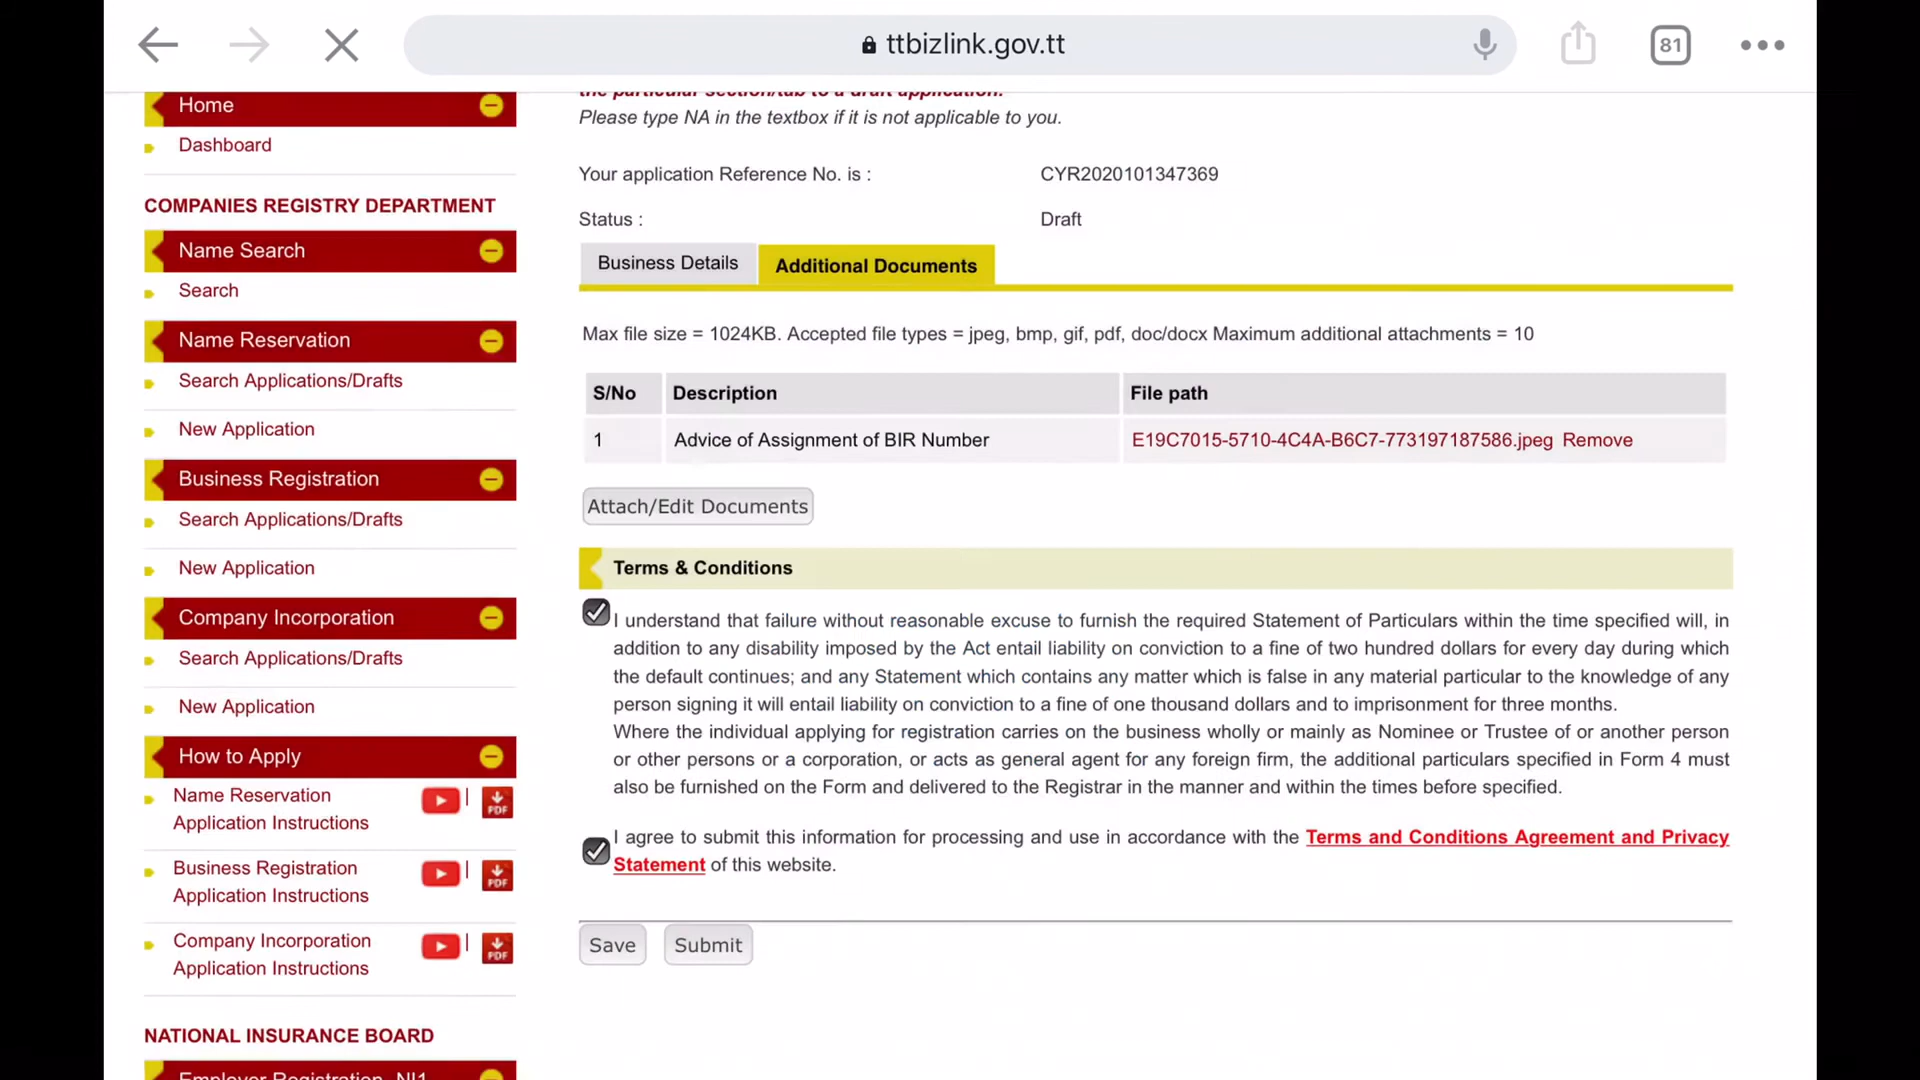 ttbizlink.gov.tt
81
Home
Dashboard
COMPANIES REGISTRY DEPARTMENT
Name Search
Search
Name Reservation
Search Applications/Drafts
New Application
Business Registration
Search Applications/Drafts
New Application
Company Incorporation
Search Applications/Drafts
New Application
How to Apply
Name Reservation
Application Instructions
PDF
Business Registration
Application Instructions
PDF
Company Incorporation
Application Instructions
PDF
NATIONAL INSURANCE BOARD
Employer Registration- NI1
the particular section/tab to a draft application.
Please type NA in the textbox if it is not applicable to you.
Your application Reference No. is : CYR2020101347369
Status : Draft
Business Details Additional Documents
Max file size = 1024KB. Accepted file types = jpeg, bmp, gif, pdf, doc/docx Maximum additional attachments = 10
S/No Description File path
1 Advice of Assignment of BIR Number E19C7015-5710-4C4A-B6C7-773197187586.jpeg Remove
Attach/Edit Documents
Terms & Conditions
I understand that failure without reasonable excuse to furnish the required Statement of Particulars within the time specified will, in
addition to any disability imposed by the Act entail liability on conviction to a fine of two hundred dollars for every day during which
the default continues; and any Statement which contains any matter which is false in any material particular to the knowledge of any
person signing it will entail liability on conviction to a fine of one thousand dollars and to imprisonment for three months.
Where the individual applying for registration carries on the business wholly or mainly as Nominee or Trustee of or another person
or other persons or a corporation, or acts as general agent for any foreign firm, the additional particulars specified in Form 4 must
also be furnished on the Form and delivered to the Registrar in the manner and within the times before specified.
I agree to submit this information for processing and use in accordance with the Terms and Conditions Agreement and Privacy
Statement of this website.
Save Submit